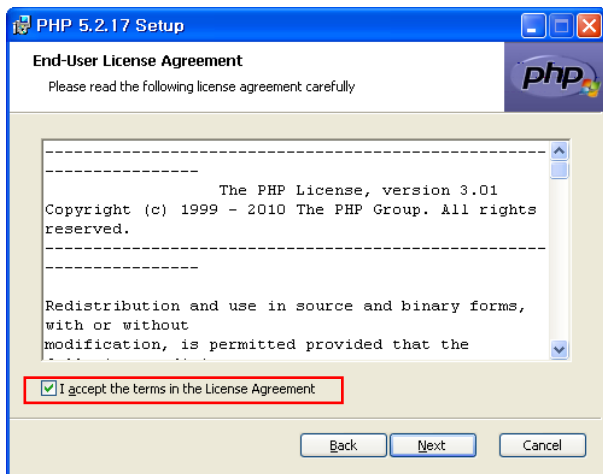 PHP 5.2.17 Setup
End-User License Agreement
Please read the following license agreement carefully
php
-----------------------------------------------------
----------------
The PHP License, version 3.01
Copyright (c) 1999 - 2010 The PHP Group. All rights
reserved.
-----------------------------------------------------
----------------
Redistribution and use in source and binary forms,
with or without
modification, is permitted provided that the
I accept the terms in the License Agreement
Back Next Cancel